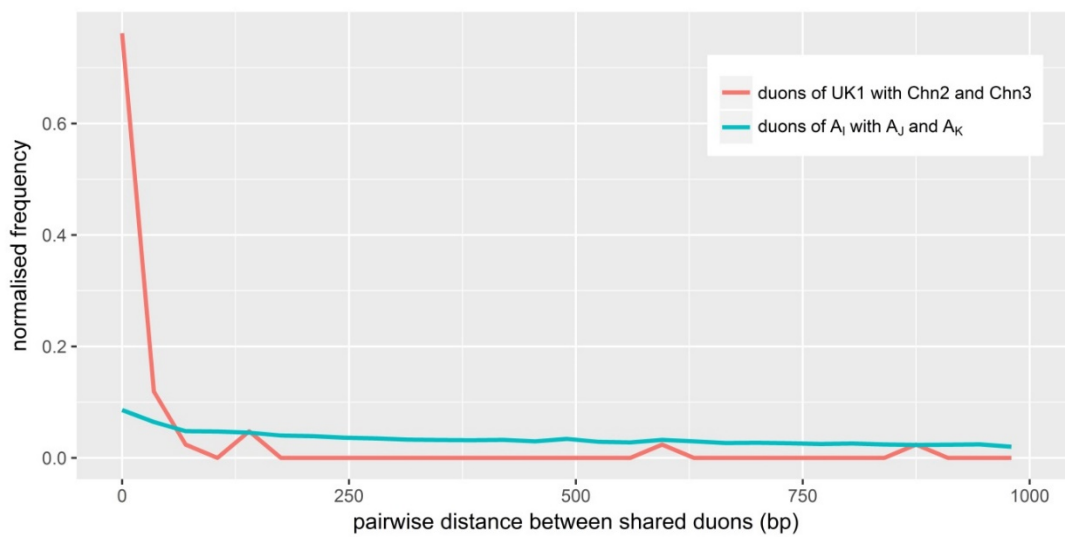 duons of UK1 with Chn2 and Chn3
duons of A_I with A_J and A_K
normalised frequency
0.6
0.4
0.2
0.0
0 250 500 750 1000
pairwise distance between shared duons (bp)